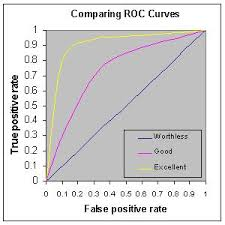 Comparing ROC Curves
True positive rate
1
0.9
0.8
0.7
0.6
0.5
0.4
0.3
0.2
0.1
0
Worthless
Good
Excellent
0 0.1 0.2 0.3 0.4 0.5 0.6 0.7 0.8 0.9 1
False positive rate